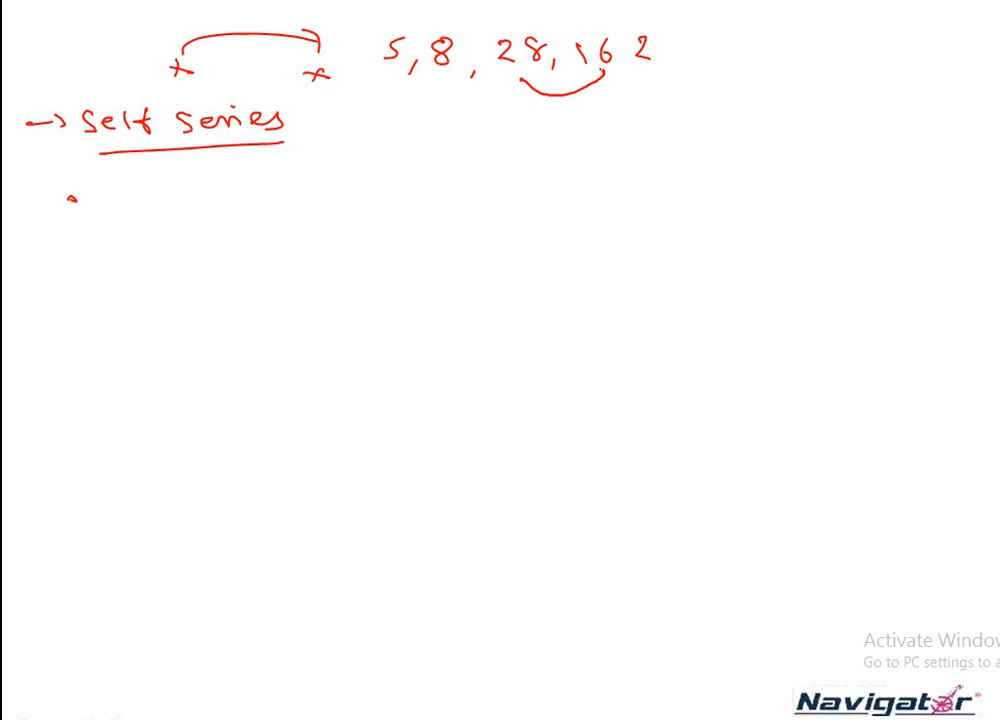 5, 8, 28, 162
→ Self series
Activate Window
Go to PC settings to a
Navigator